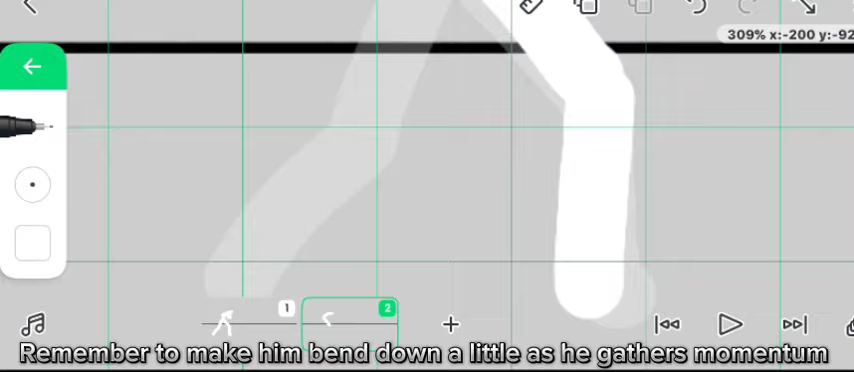 309% x:-200 y:-92
1
2
Remember to make him bend down a little as he gathers momentum